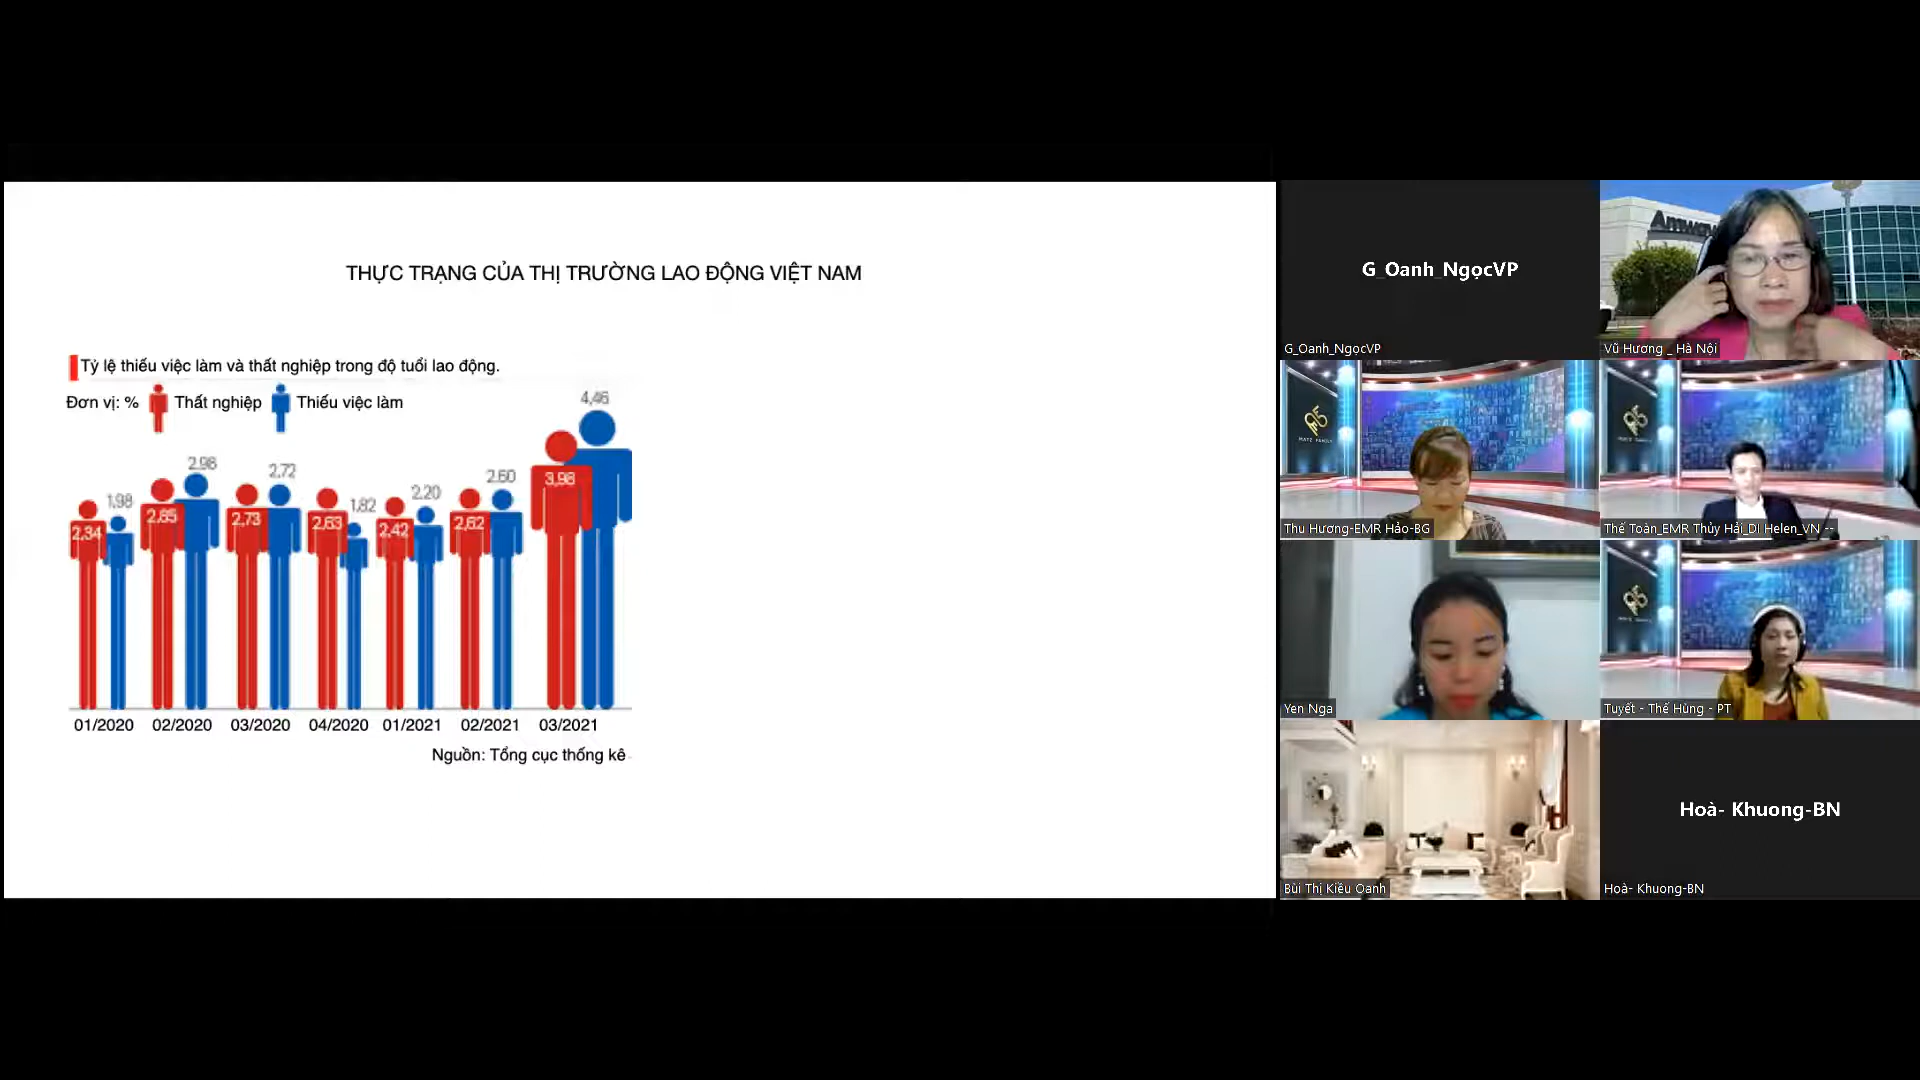 THỰC TRẠNG CỦA THỊ TRƯỜNG LAO ĐỘNG VIỆT NAM
Tỷ lệ thiếu việc làm và thất nghiệp trong độ tuổi lao động.
Đơn vị: % Thất nghiệp Thiếu việc làm
2,34 1,98 2,85 2,98 2,73 2,72 2,63 1,82 2,42 2,20 2,62 2,60 3,98 4,46
01/2020 02/2020 03/2020 04/2020 01/2021 02/2021 03/2021
Nguồn: Tổng cục thống kê
G_Oanh_NgọcVP
G_Oanh_NgọcVP
Amway
Vũ Hương _ Hà Nội
Thu Hương-EMR Hảo-BG
Thế Toàn_EMR Thủy Hải_DI Helen_VN --
Yen Nga
Tuyết - Thế Hùng - PT
Bùi Thị Kiều Oanh
Hoà- Khuong-BN
Hoà- Khuong-BN